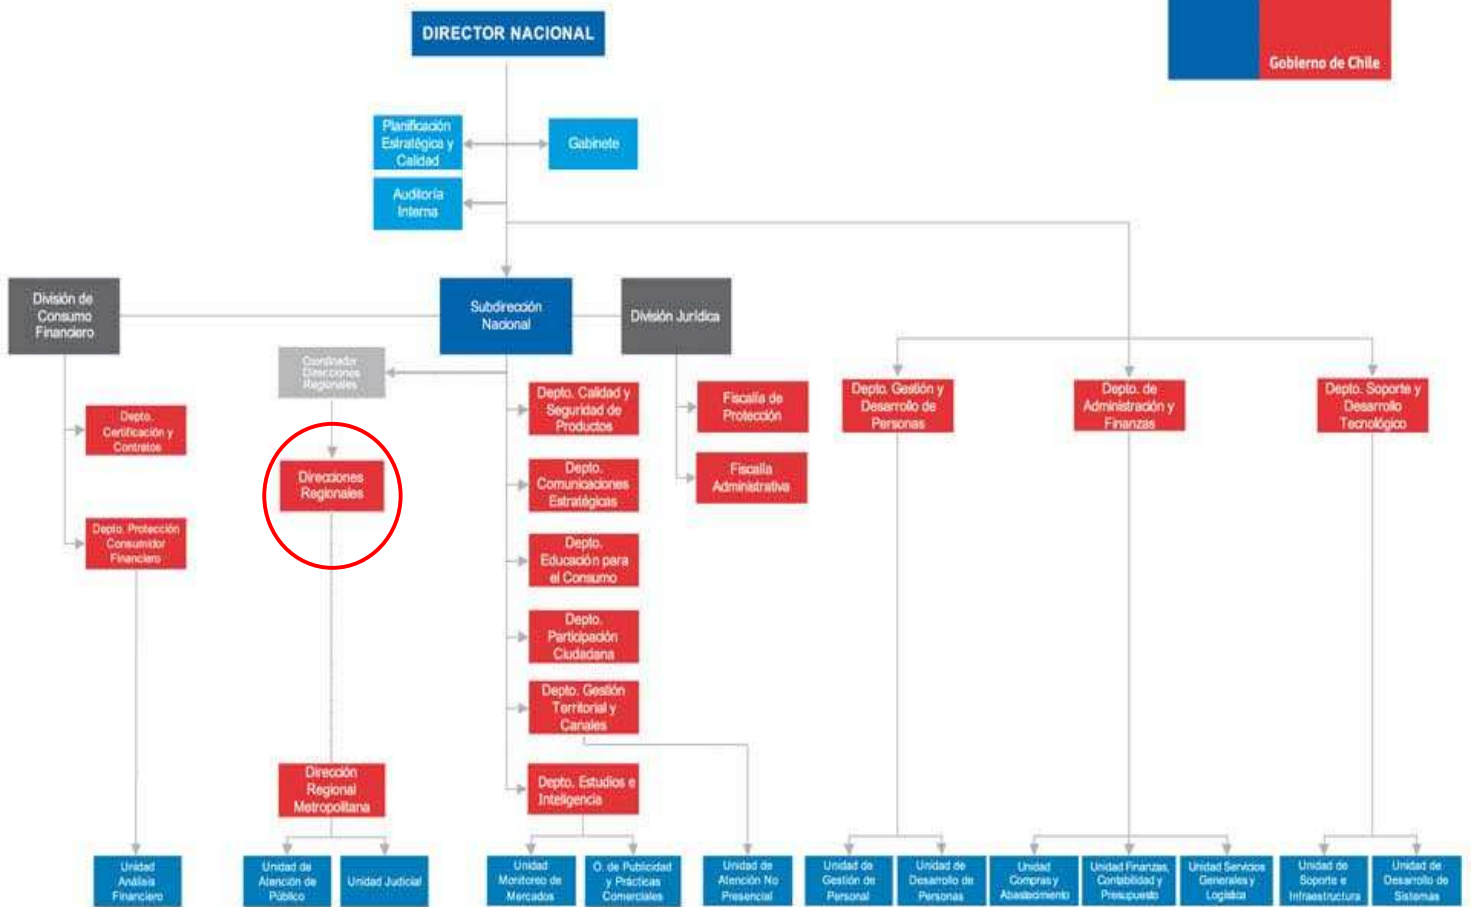 DIRECTOR NACIONAL
Gobierno de Chile
Planificación
Estratégica y
Calidad
Gabinete
Auditoría
Interna
División de
Consumo
Financiero
Subdirección
Nacional
División Jurídica
Coordinador
Direcciones
Regionales
Depto. Calidad y
Seguridad de
Productos
Fiscalía de
Protección
Depto. Gestión y
Desarrollo de
Personas
Depto. de
Administración y
Finanzas
Depto. Soporte y
Desarrollo
Tecnológico
Depto.
Certificación y
Contratos
Direcciones
Regionales
Depto.
Comunicaciones
Estratégicas
Fiscalía
Administrativa
Depto. Protección
Consumidor
Financiero
Depto.
Educación para
el Consumo
Depto.
Participación
Ciudadana
Depto. Gestión
Territorial y
Canales
Dirección
Regional
Metropolitana
Depto. Estudios e
Inteligencia
Unidad
Análisis
Financiero
Unidad de
Atención de
Público
Unidad Judicial
Unidad
Monitoreo de
Mercados
O. de Publicidad
y Prácticas
Comerciales
Unidad de
Atención No
Presencial
Unidad de
Gestión de
Personal
Unidad de
Desarrollo de
Personas
Unidad
Compras y
Abastecimiento
Unidad Finanzas,
Contabilidad y
Presupuesto
Unidad Servicios
Generales y
Logística
Unidad de
Soporte e
Infraestructura
Unidad de
Desarrollo de
Sistemas